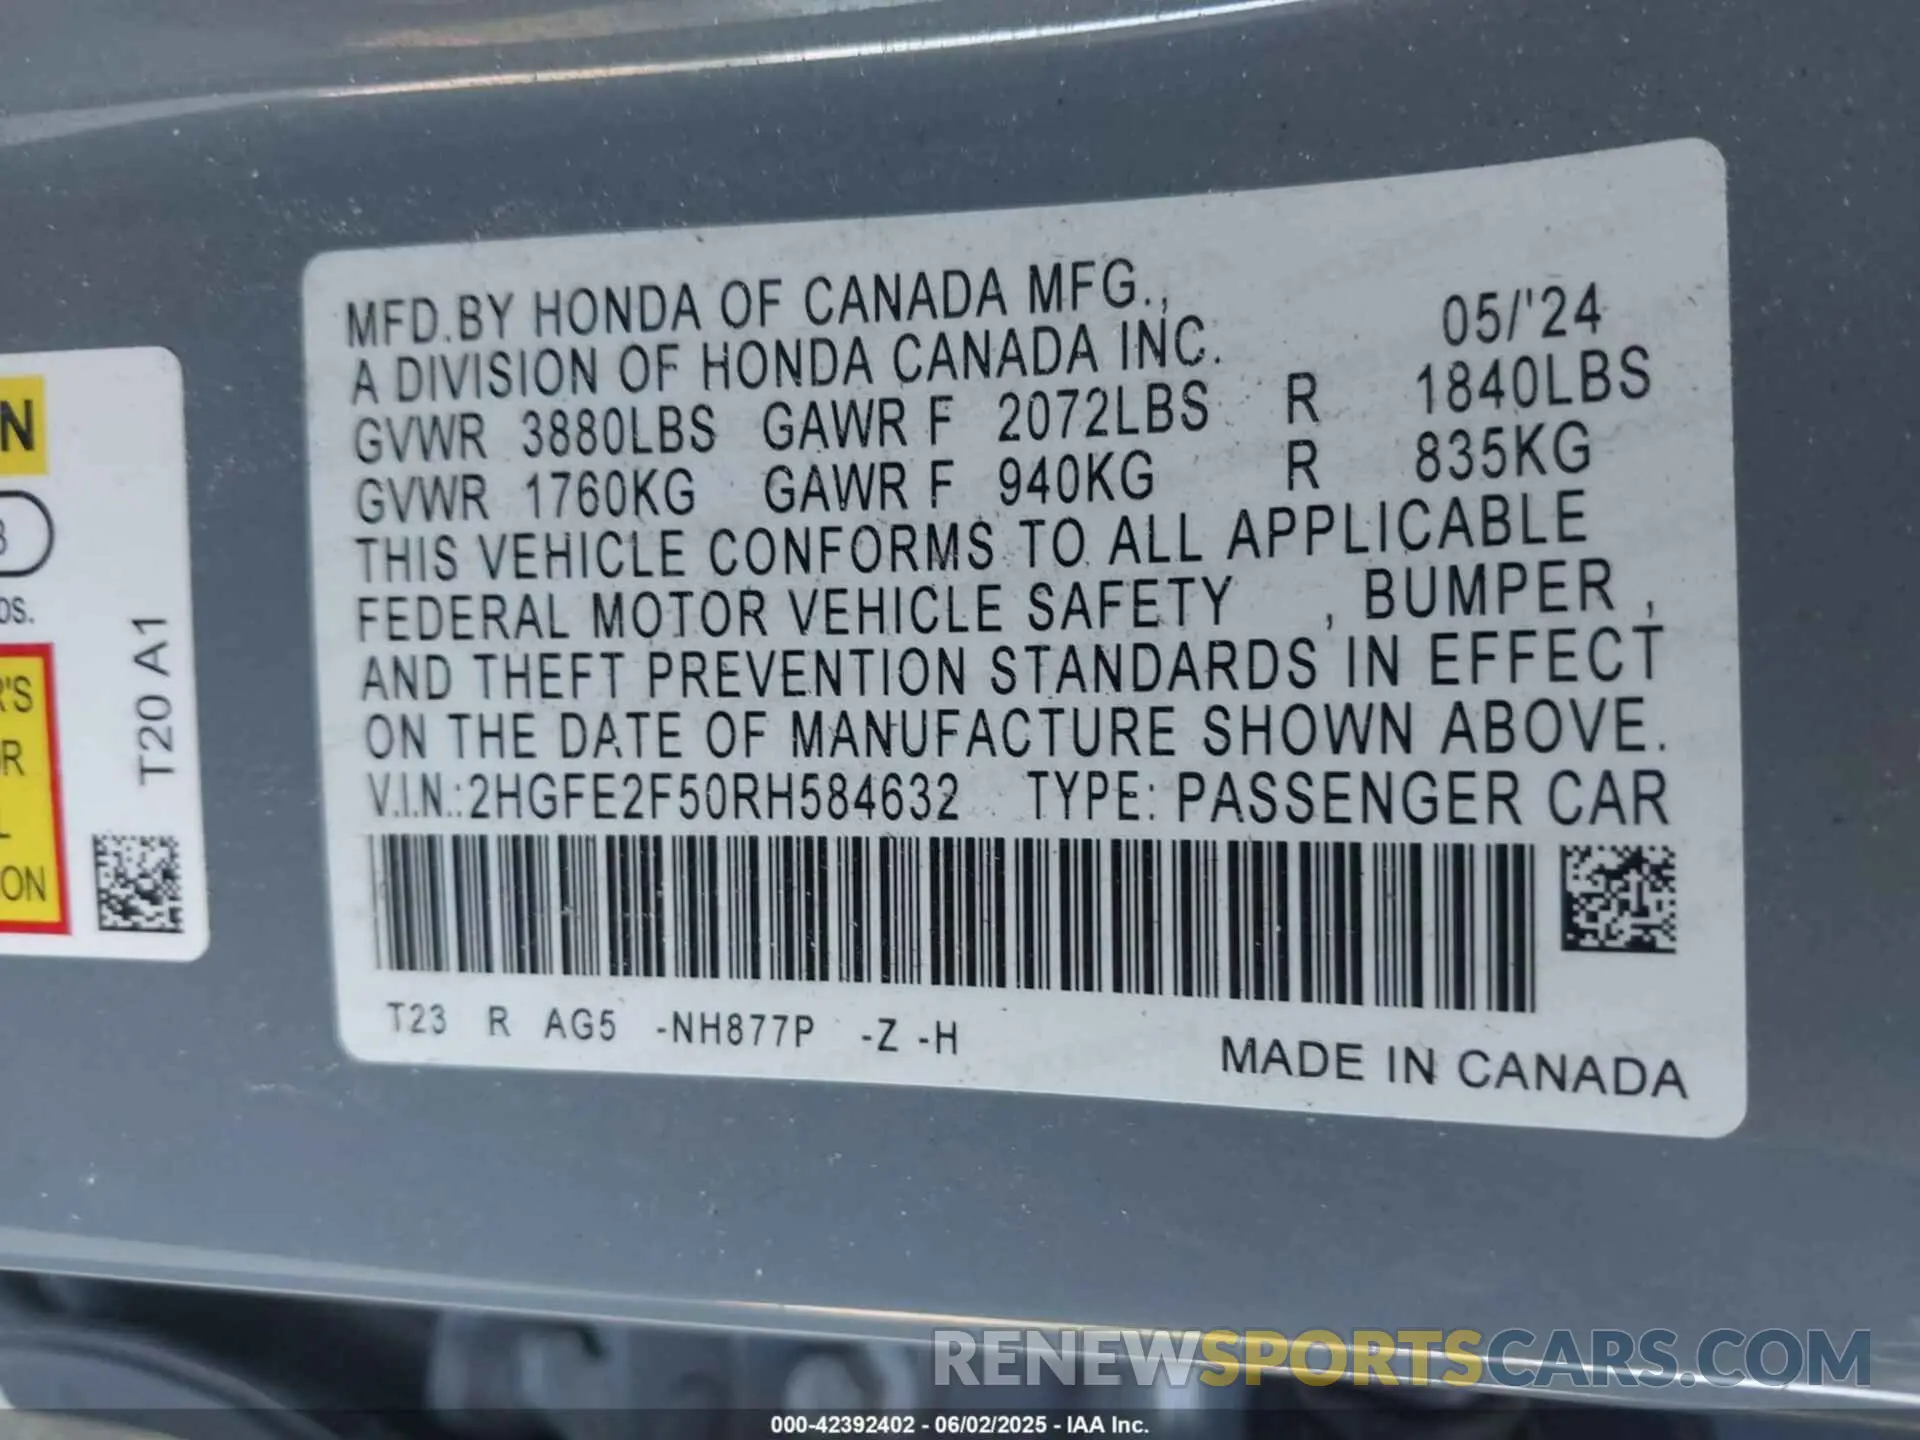 MFD.BY HONDA OF CANADA MFG.,
A DIVISION OF HONDA CANADA INC. 05/'24
GVWR 3880LBS GAWR F 2072LBS R 1840LBS
GVWR 1760KG GAWR F 940KG R 835KG
THIS VEHICLE CONFORMS TO ALL APPLICABLE
FEDERAL MOTOR VEHICLE SAFETY , BUMPER ,
AND THEFT PREVENTION STANDARDS IN EFFECT
ON THE DATE OF MANUFACTURE SHOWN ABOVE.
V.I.N.:2HGFE2F50RH584632 TYPE: PASSENGER CAR
T23 R AG5 -NH877P -Z -H
MADE IN CANADA
T20 A1
RENEWSPORTSCARS.COM
000-42392402 - 06/02/2025 - IAA Inc.